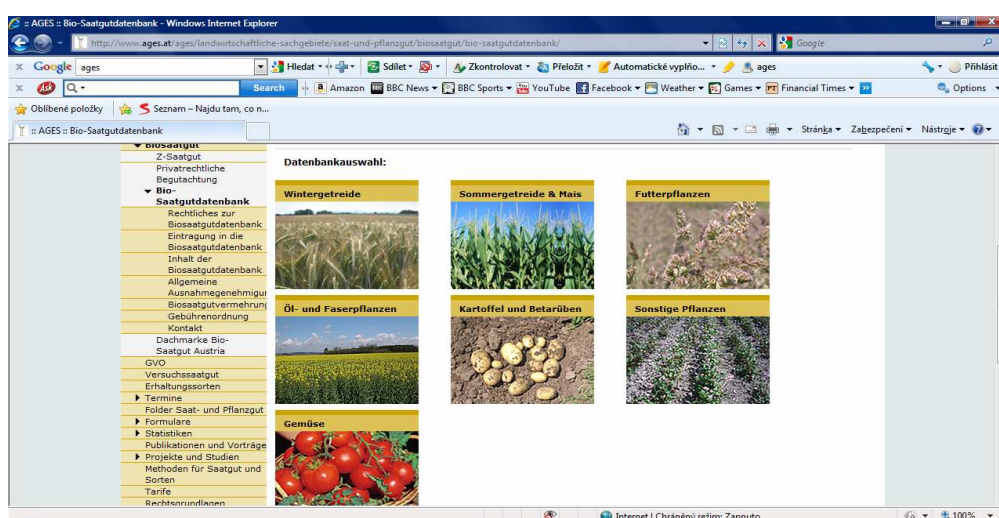 :: AGES :: Bio-Saatgutdatenbank - Windows Internet Explorer
http://www.ages.at/ages/landwirtschaftliche-sachgebiete/saat-und-pflanzgut/biosaatgut/bio-saatgutdatenbank/
Google
x Google ages Hledat Sdílet Zkontrolovat Přeložit Automatické vyplňo... ages Přihlásit
x Ask Search Amazon BBC News BBC Sports YouTube Facebook Weather Games Financial Times Options
Oblíbené položky Seznam – Najdu tam, co n...
:: AGES :: Bio-Saatgutdatenbank Stránka Zabezpečení Nástroje
Biosaatgut
Z-Saatgut
Privatrechtliche
Begutachtung
Bio-
Saatgutdatenbank
Rechtliches zur
Biosaatgutdatenbank
Eintragung in die
Biosaatgutdatenbank
Inhalt der
Biosaatgutdatenbank
Allgemeine
Ausnahmegenehmigu
Biosaatgutvermehrung
Gebührenordnung
Kontakt
Dachmarke Bio-
Saatgut Austria
GVO
Versuchssaatgut
Erhaltungssorten
Termine
Folder Saat- und Pflanzgut
Formulare
Statistiken
Publikationen und Vorträge
Projekte und Studien
Methoden für Saatgut und
Sorten
Tarife
Rechtsgrundlagen
Datenbankauswahl:
Wintergetreide
Sommergetreide & Mais
Futterpflanzen
Öl- und Faserpflanzen
Kartoffel und Betarüben
Sonstige Pflanzen
Gemüse
Internet | Chráněný režim: Zapnuto 100%